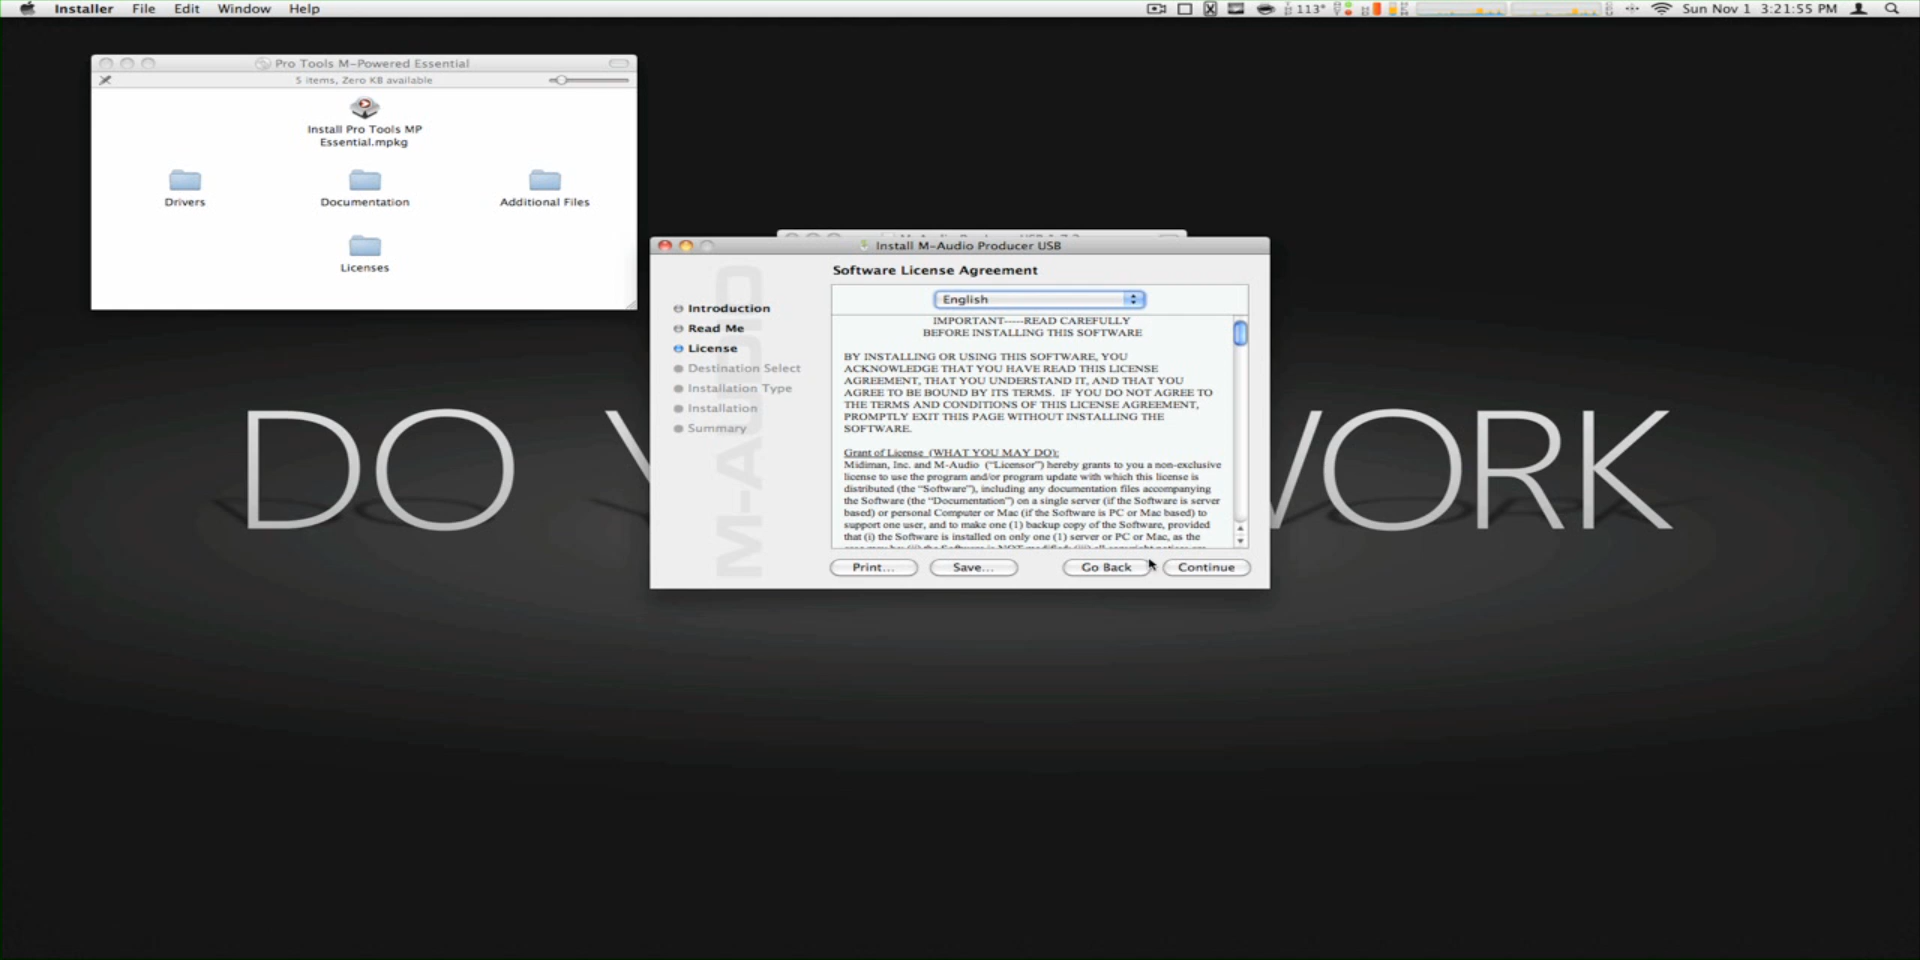 Installer File Edit Window Help
113° Sun Nov 1 3:21:55 PM
Pro Tools M-Powered Essential
5 items, Zero KB available
Install Pro Tools MP
Essential.mpkg
Drivers
Documentation
Additional Files
Licenses
Install M-Audio Producer USB
Software License Agreement
Introduction
Read Me
License
Destination Select
Installation Type
Installation
Summary
M-AUDIO
English
IMPORTANT-----READ CAREFULLY
BEFORE INSTALLING THIS SOFTWARE
BY INSTALLING OR USING THIS SOFTWARE, YOU
ACKNOWLEDGE THAT YOU HAVE READ THIS LICENSE
AGREEMENT, THAT YOU UNDERSTAND IT, AND THAT YOU
AGREE TO BE BOUND BY ITS TERMS. IF YOU DO NOT AGREE TO
THE TERMS AND CONDITIONS OF THIS LICENSE AGREEMENT,
PROMPTLY EXIT THIS PAGE WITHOUT INSTALLING THE
SOFTWARE.
Grant of License (WHAT YOU MAY DO):
Midiman, Inc. and M-Audio ("Licensor") hereby grants to you a non-exclusive
license to use the program and/or program update with which this license is
distributed (the "Software"), including any documentation files accompanying
the Software (the "Documentation") on a single server (if the Software is server
based) or personal Computer or Mac (if the Software is PC or Mac based) to
support one user, and to make one (1) backup copy of the Software, provided
that (i) the Software is installed on only one (1) server or PC or Mac, as the
Print... Save... Go Back Continue
DO WORK